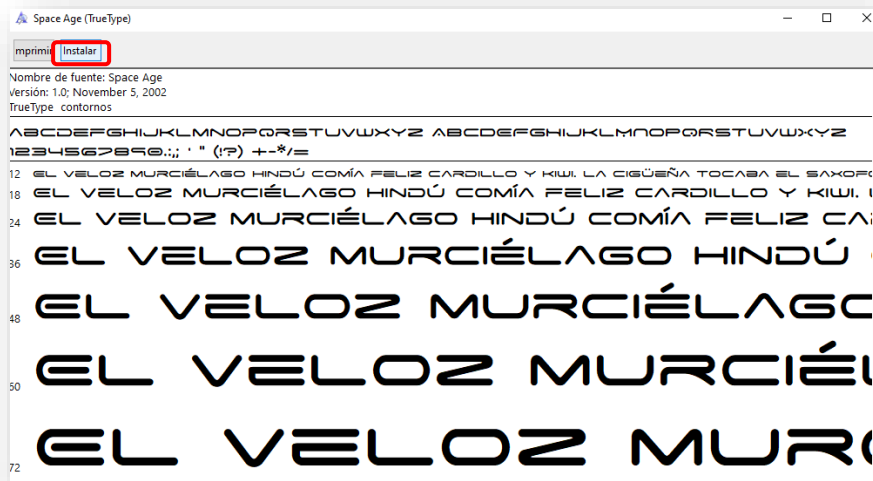 Space Age (TrueType)
mprimir Instalar
Nombre de fuente: Space Age
Versión: 1.0; November 5, 2002
TrueType contornos
ABCDEFGHIJKLMNOPQRSTUVWXYZ ABCDEFGHIJKLMNOPQRSTUVWXYZ
1234567890.:,; ' " (!?) +-*/=
12 EL VELOZ MURCIÉLAGO HINDÚ COMÍA FELIZ CARDILLO Y KIWI. LA CIGÜEÑA TOCABA EL SAXOFO
18 EL VELOZ MURCIÉLAGO HINDÚ COMÍA FELIZ CARDILLO Y KIWI. L
24 EL VELOZ MURCIÉLAGO HINDÚ COMÍA FELIZ CA
36 EL VELOZ MURCIÉLAGO HINDÚ
48 EL VELOZ MURCIÉLAGO
60 EL VELOZ MURCIÉL
72 EL VELOZ MURC